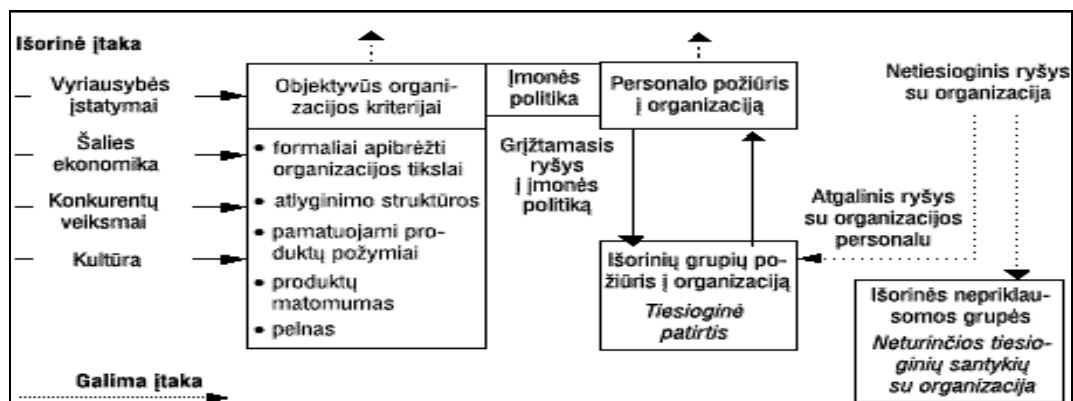 Išorinė įtaka
Vyriausybės
įstatymai
Šalies
ekonomika
Konkurentų
veiksmai
Kultūra
Objektyvūs organi-
zacijos kriterijai
• formaliai apibrėžti
organizacijos tikslai
• atlyginimo struktūros
• pamatuojami pro-
duktų požymiai
• produktų
matomumas
• pelnas
Įmonės
politika
Grįžtamasis
ryšys
į įmonės
politiką
Personalo požiūris
į organizaciją
Išorinių grupių po-
žiūris į organizaciją
Tiesioginė
patirtis
Netiesioginis ryšys
su organizacija
Atgalinis ryšys
su organizacijos
personalu
Išorinės nepriklau-
somos grupės
Neturinčios tiesio-
ginių santykių
su organizacija
Galima įtaka